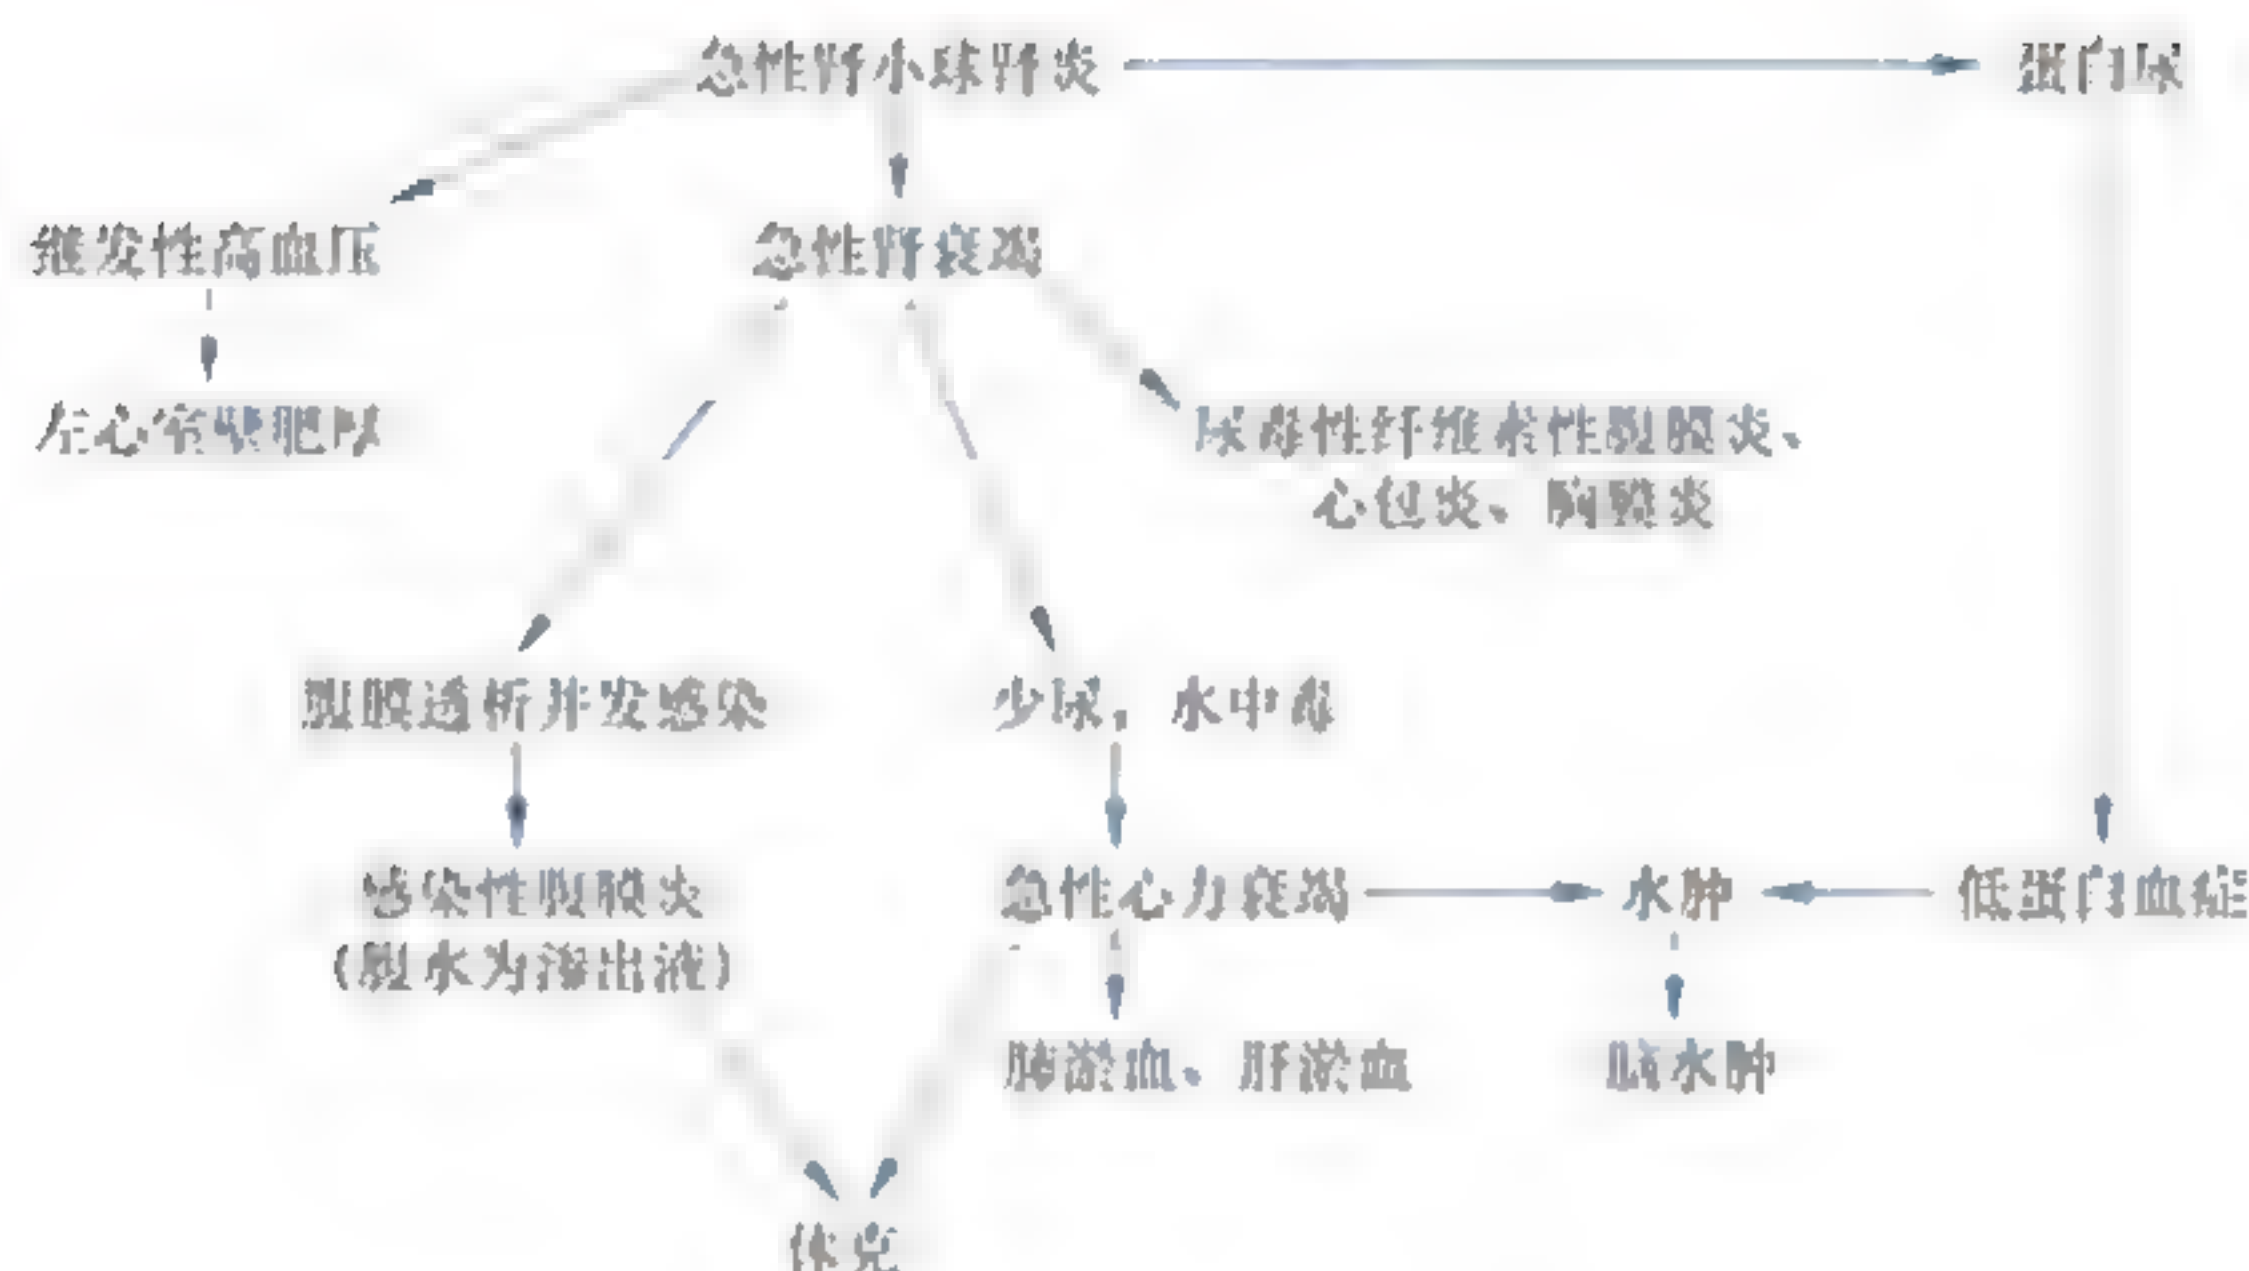 急性肾小球肾炎
蛋白尿
继发性高血压
急性肾衰竭
左心室壁肥厚
尿毒性纤维素性腹膜炎、
心包炎、胸膜炎
腹膜透析并发感染
少尿，水中毒
感染性腹膜炎
(腹水为渗出液)
急性心力衰竭
水肿
低蛋白血症
肺淤血、肝淤血
脑水肿
休克